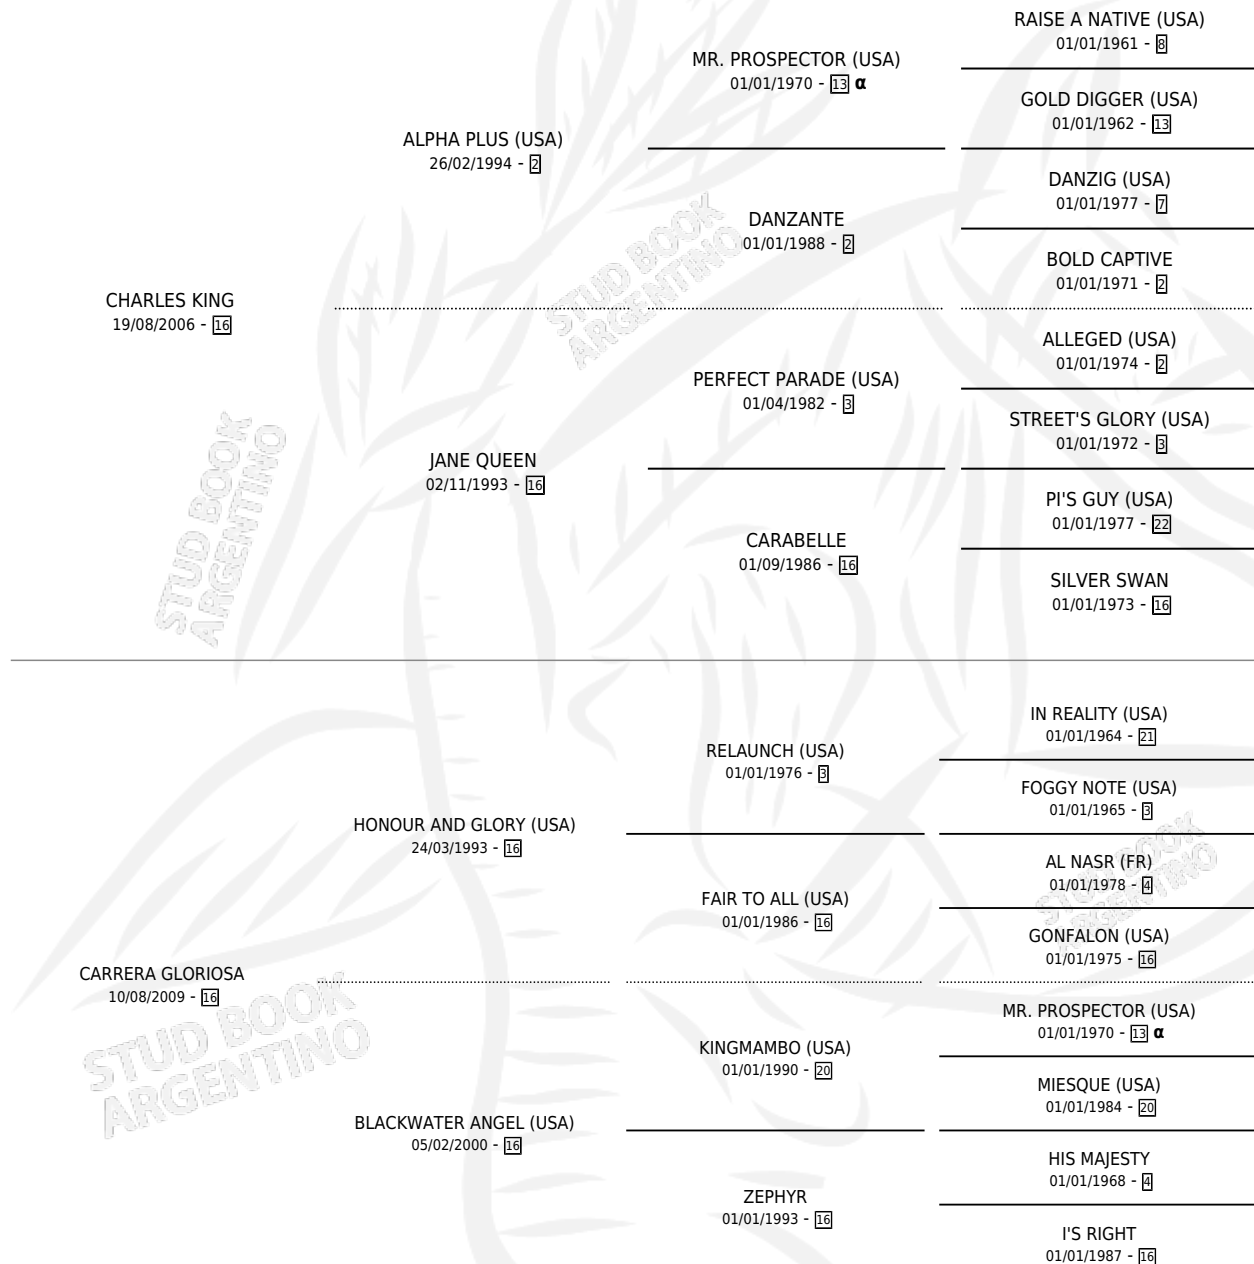 RAISE A NATIVE (USA)
01/01/1961 - 8
MR. PROSPECTOR (USA)
01/01/1970 - 13 α
GOLD DIGGER (USA)
01/01/1962 - 13
ALPHA PLUS (USA)
26/02/1994 - 2
DANZIG (USA)
01/01/1977 - 7
DANZANTE
01/01/1988 - 2
BOLD CAPTIVE
01/01/1971 - 2
CHARLES KING
19/08/2006 - 16
ALLEGED (USA)
01/01/1974 - 2
PERFECT PARADE (USA)
01/04/1982 - 3
STREET'S GLORY (USA)
01/01/1972 - 3
JANE QUEEN
02/11/1993 - 16
PI'S GUY (USA)
01/01/1977 - 22
CARABELLE
01/09/1986 - 16
SILVER SWAN
01/01/1973 - 16
IN REALITY (USA)
01/01/1964 - 21
RELAUNCH (USA)
01/01/1976 - 3
FOGGY NOTE (USA)
01/01/1965 - 3
HONOUR AND GLORY (USA)
24/03/1993 - 16
AL NASR (FR)
01/01/1978 - 4
FAIR TO ALL (USA)
01/01/1986 - 16
GONFALON (USA)
01/01/1975 - 16
CARRERA GLORIOSA
10/08/2009 - 16
MR. PROSPECTOR (USA)
01/01/1970 - 13 α
KINGMAMBO (USA)
01/01/1990 - 20
MIESQUE (USA)
01/01/1984 - 20
BLACKWATER ANGEL (USA)
05/02/2000 - 16
HIS MAJESTY
01/01/1968 - 4
ZEPHYR
01/01/1993 - 16
I'S RIGHT
01/01/1987 - 16
STUD BOOK
ARGENTINO
STUD BOOK
ARGENTINO
STUD BOOK
ARGENTINO
STUD BOOK
ARGENTINO